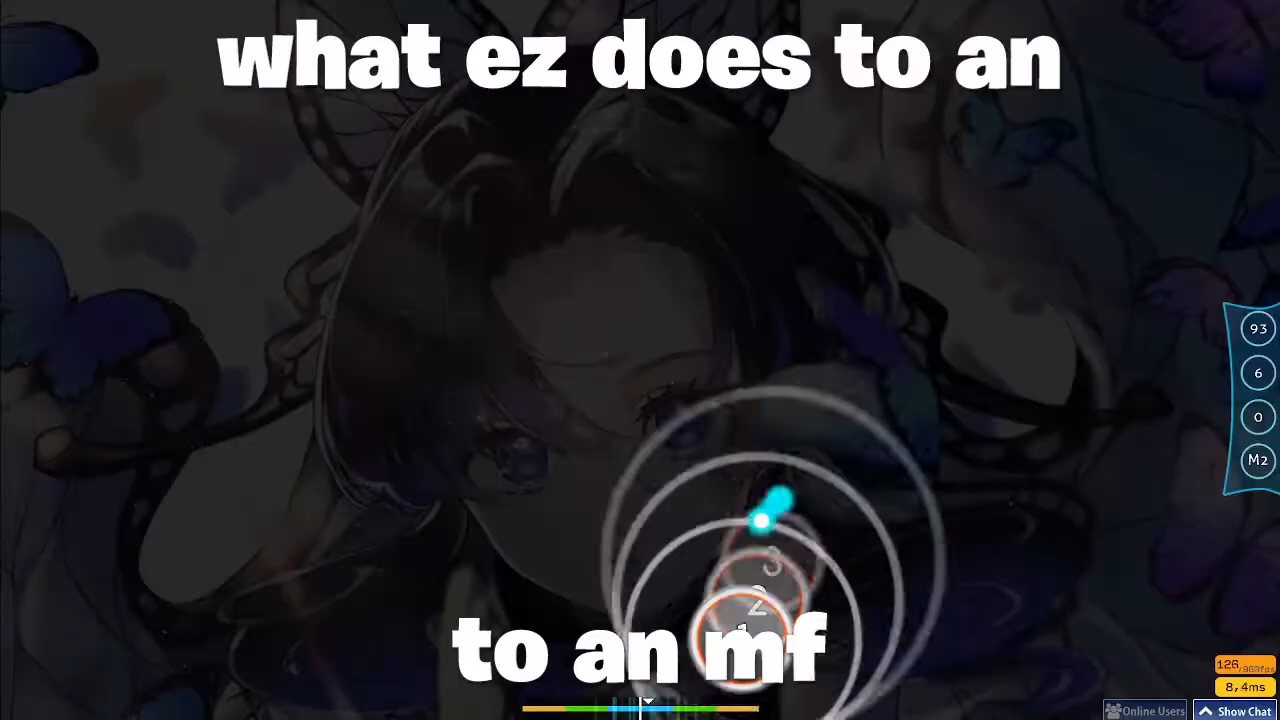 what ez does to an
93
6
0
M2
3
2
1
to an mf
126/960fps
8,4ms
Online Users
Show Chat